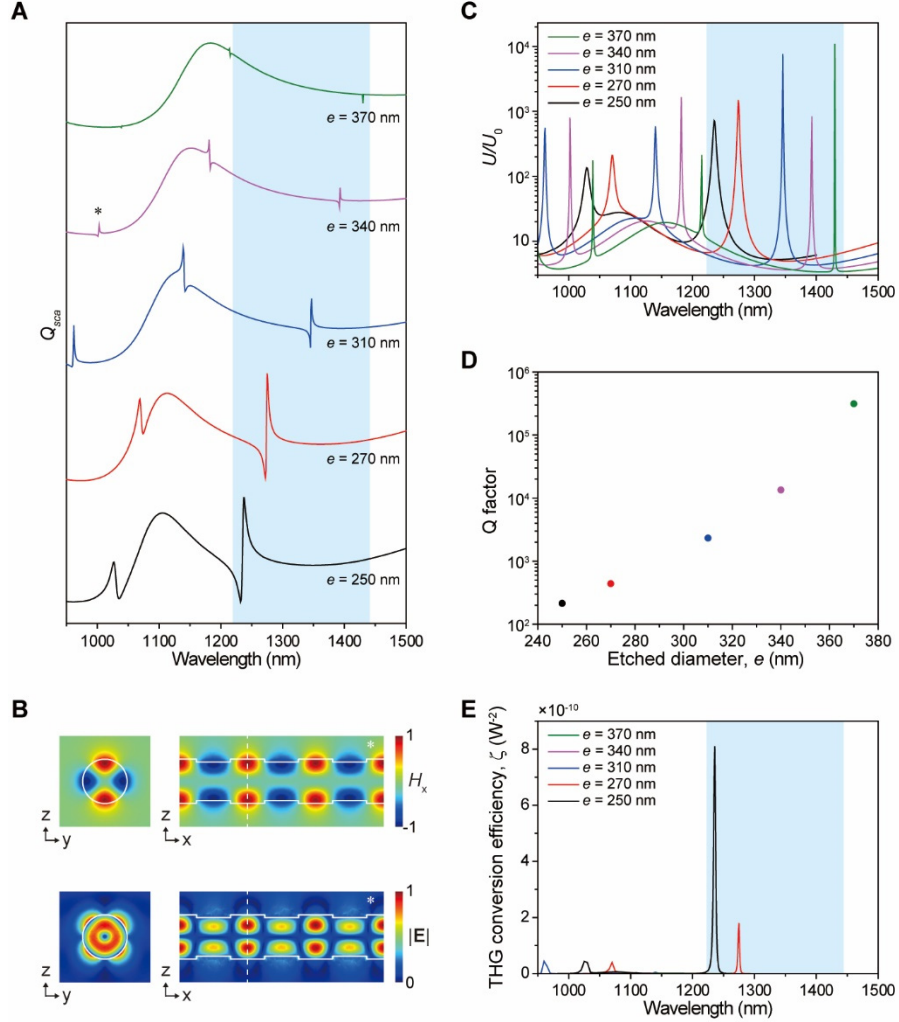 A
e = 370 nm
e = 340 nm
*
e = 310 nm
e = 270 nm
e = 250 nm
Qsca
1000 1100 1200 1300 1400 1500
Wavelength (nm)
B
z
y
z
x
*
1
Hx
-1
z
y
z
x
*
1
|E|
0
C
e = 370 nm
e = 340 nm
e = 310 nm
e = 270 nm
e = 250 nm
10^4
10^3
10^2
10
U/U0
1000 1100 1200 1300 1400 1500
Wavelength (nm)
D
10^6
10^5
10^4
10^3
10^2
Q factor
240 260 280 300 320 340 360 380
Etched diameter, e (nm)
E
×10^-10
e = 370 nm
e = 340 nm
e = 310 nm
e = 270 nm
e = 250 nm
8
6
4
2
0
THG conversion efficiency, ζ (W^-2)
1000 1100 1200 1300 1400 1500
Wavelength (nm)